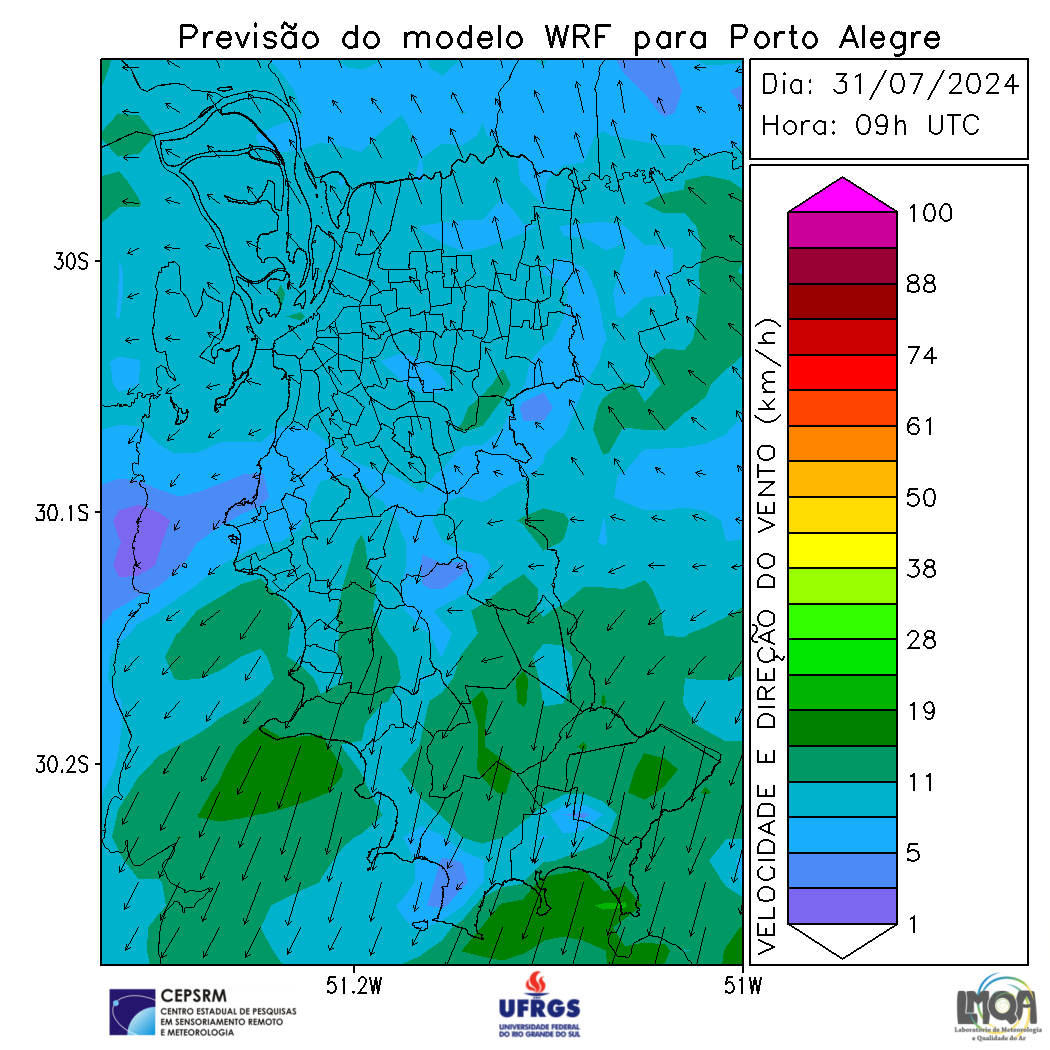 Previsão do modelo WRF para Porto Alegre
Dia: 31/07/2024
Hora: 09h UTC
30S
30.1S
30.2S
51.2W
51W
VELOCIDADE E DIREÇÃO DO VENTO (km/h)
100
88
74
61
50
38
28
19
11
5
1
CEPSRM
CENTRO ESTADUAL DE PESQUISAS
EM SENSORIAMENTO REMOTO
E METEOROLOGIA
UFRGS
UNIVERSIDADE FEDERAL
DO RIO GRANDE DO SUL
LMQA
Laboratório de Meteorologia
e Qualidade do Ar